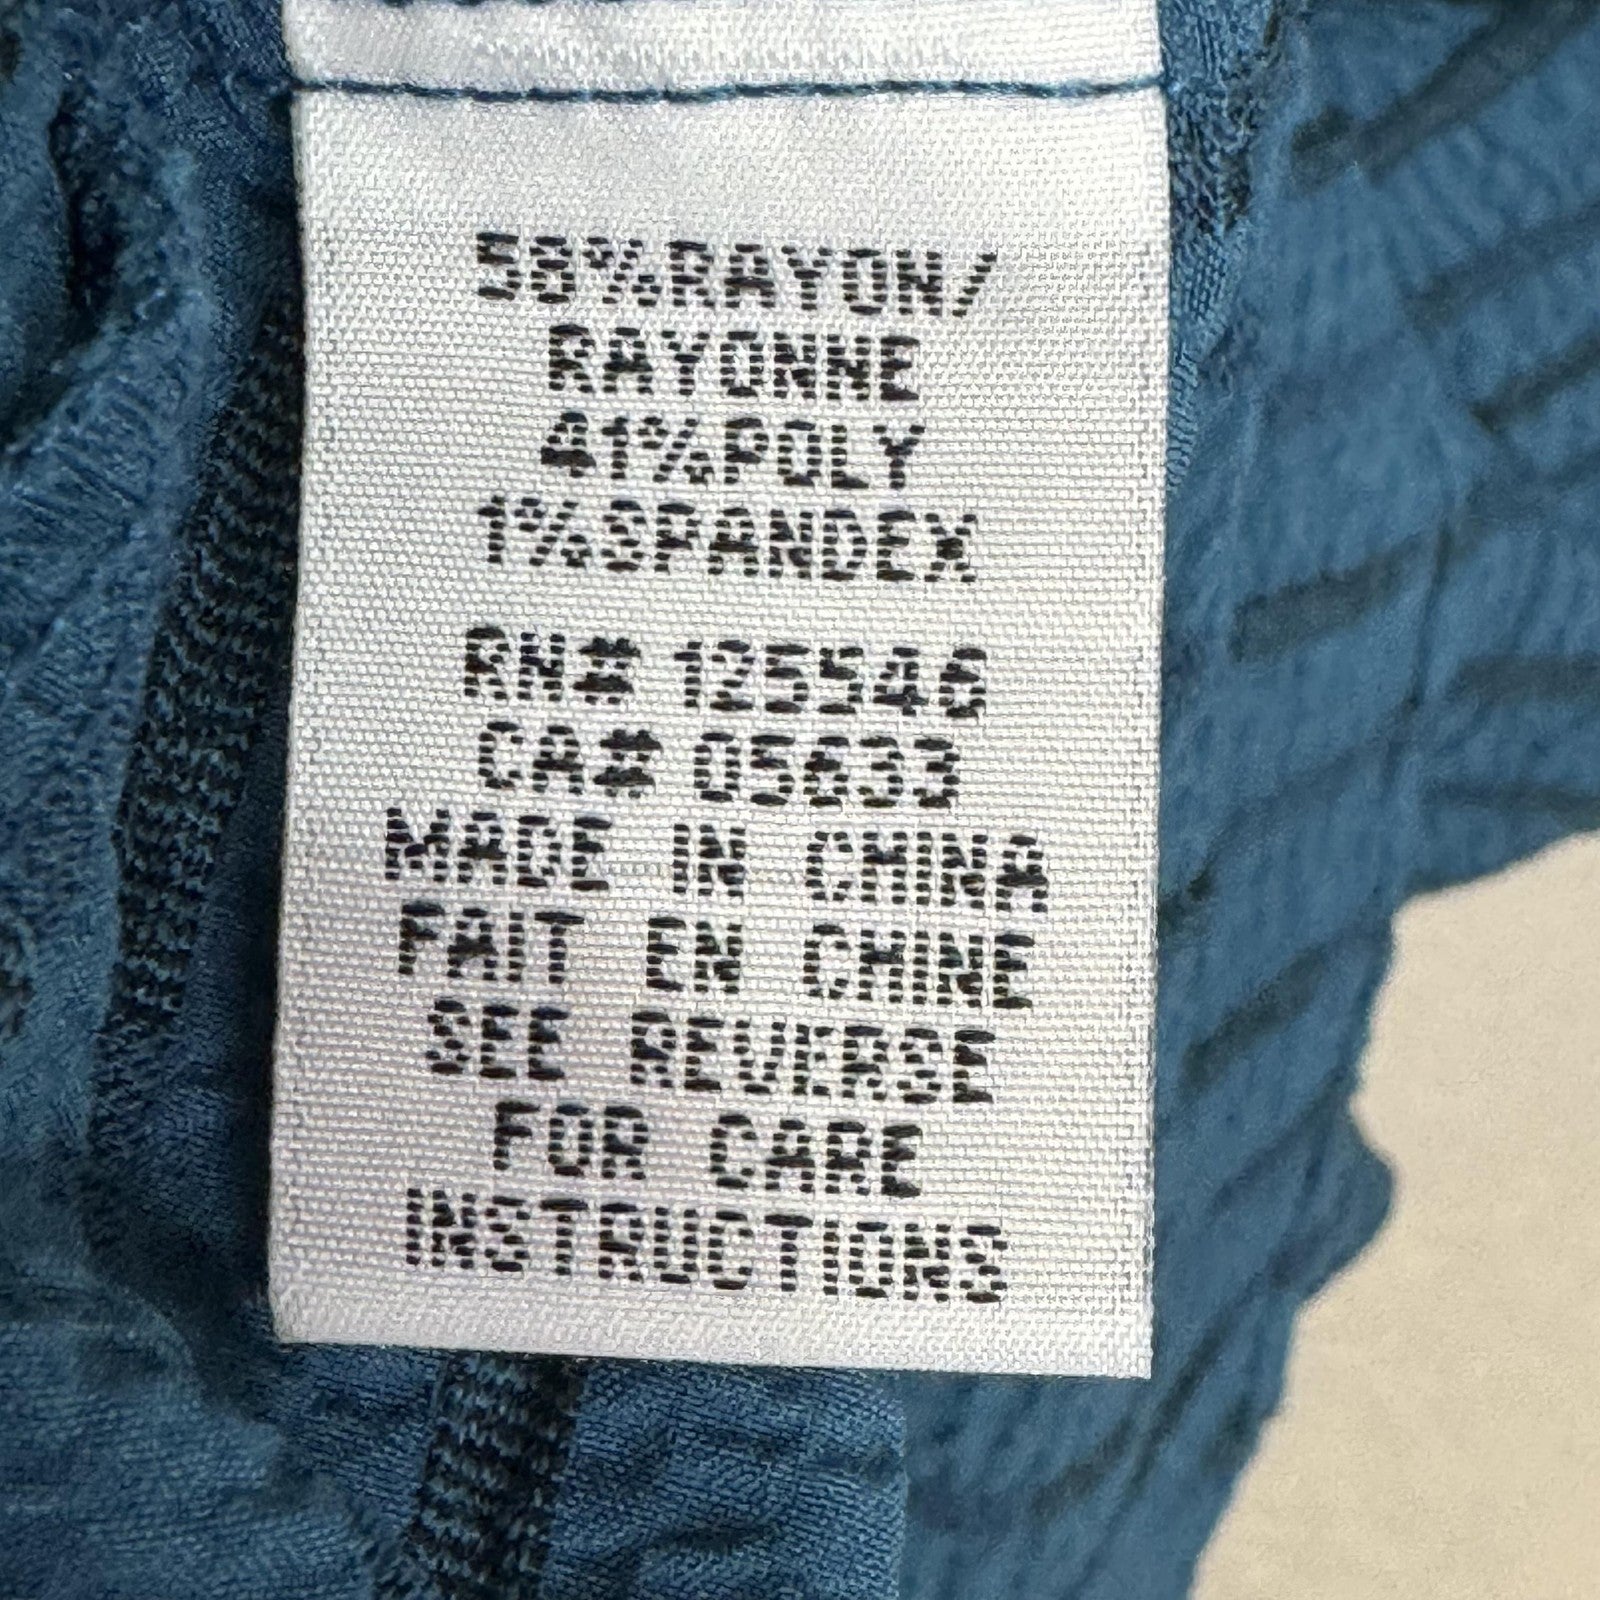 58%RAYON/
RAYONNE
41%POLY
1%SPANDEX
RN# 125546
CA# 05633
MADE IN CHINA
FAIT EN CHINE
SEE REVERSE
FOR CARE
INSTRUCTIONS